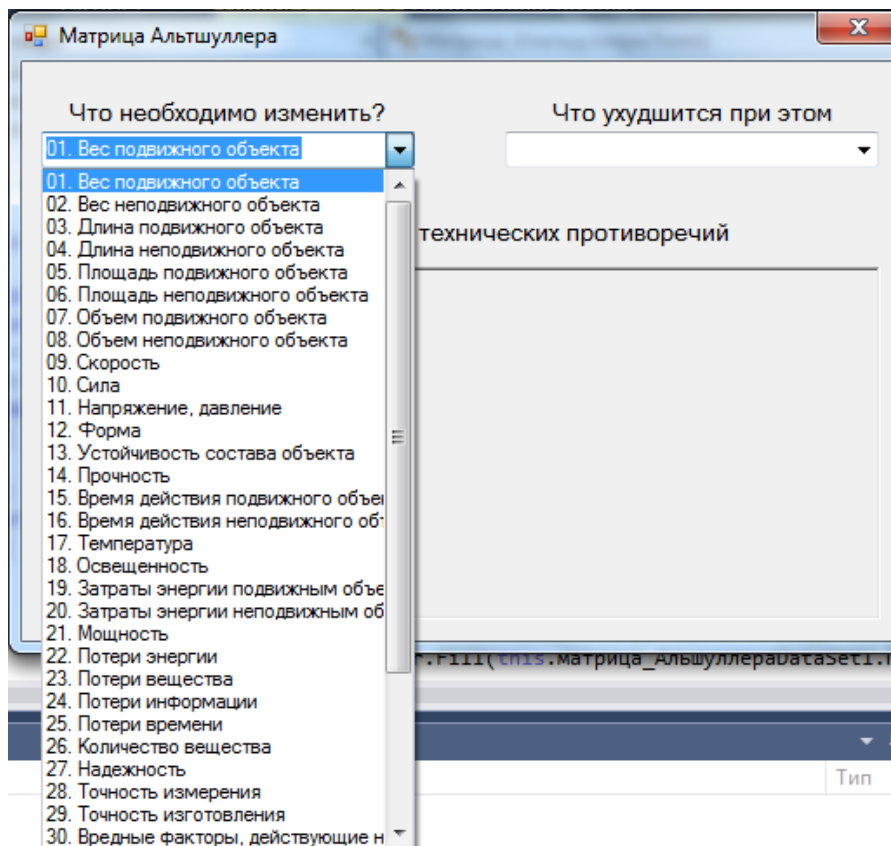 Матрица Альтшуллера
Что необходимо изменить?
Что ухудшится при этом
01. Вес подвижного объекта
01. Вес подвижного объекта
02. Вес неподвижного объекта
03. Длина подвижного объекта
04. Длина неподвижного объекта
05. Площадь подвижного объекта
06. Площадь неподвижного объекта
07. Объем подвижного объекта
08. Объем неподвижного объекта
09. Скорость
10. Сила
11. Напряжение, давление
12. Форма
13. Устойчивость состава объекта
14. Прочность
15. Время действия подвижного объе
16. Время действия неподвижного об
17. Температура
18. Освещенность
19. Затраты энергии подвижным объе
20. Затраты энергии неподвижным об
21. Мощность
22. Потери энергии
23. Потери вещества
24. Потери информации
25. Потери времени
26. Количество вещества
27. Надежность
28. Точность измерения
29. Точность изготовления
30. Вредные факторы, действующие н
технических противоречий
.Fill(this.матрица_АльшуллераDataSet1.
Тип